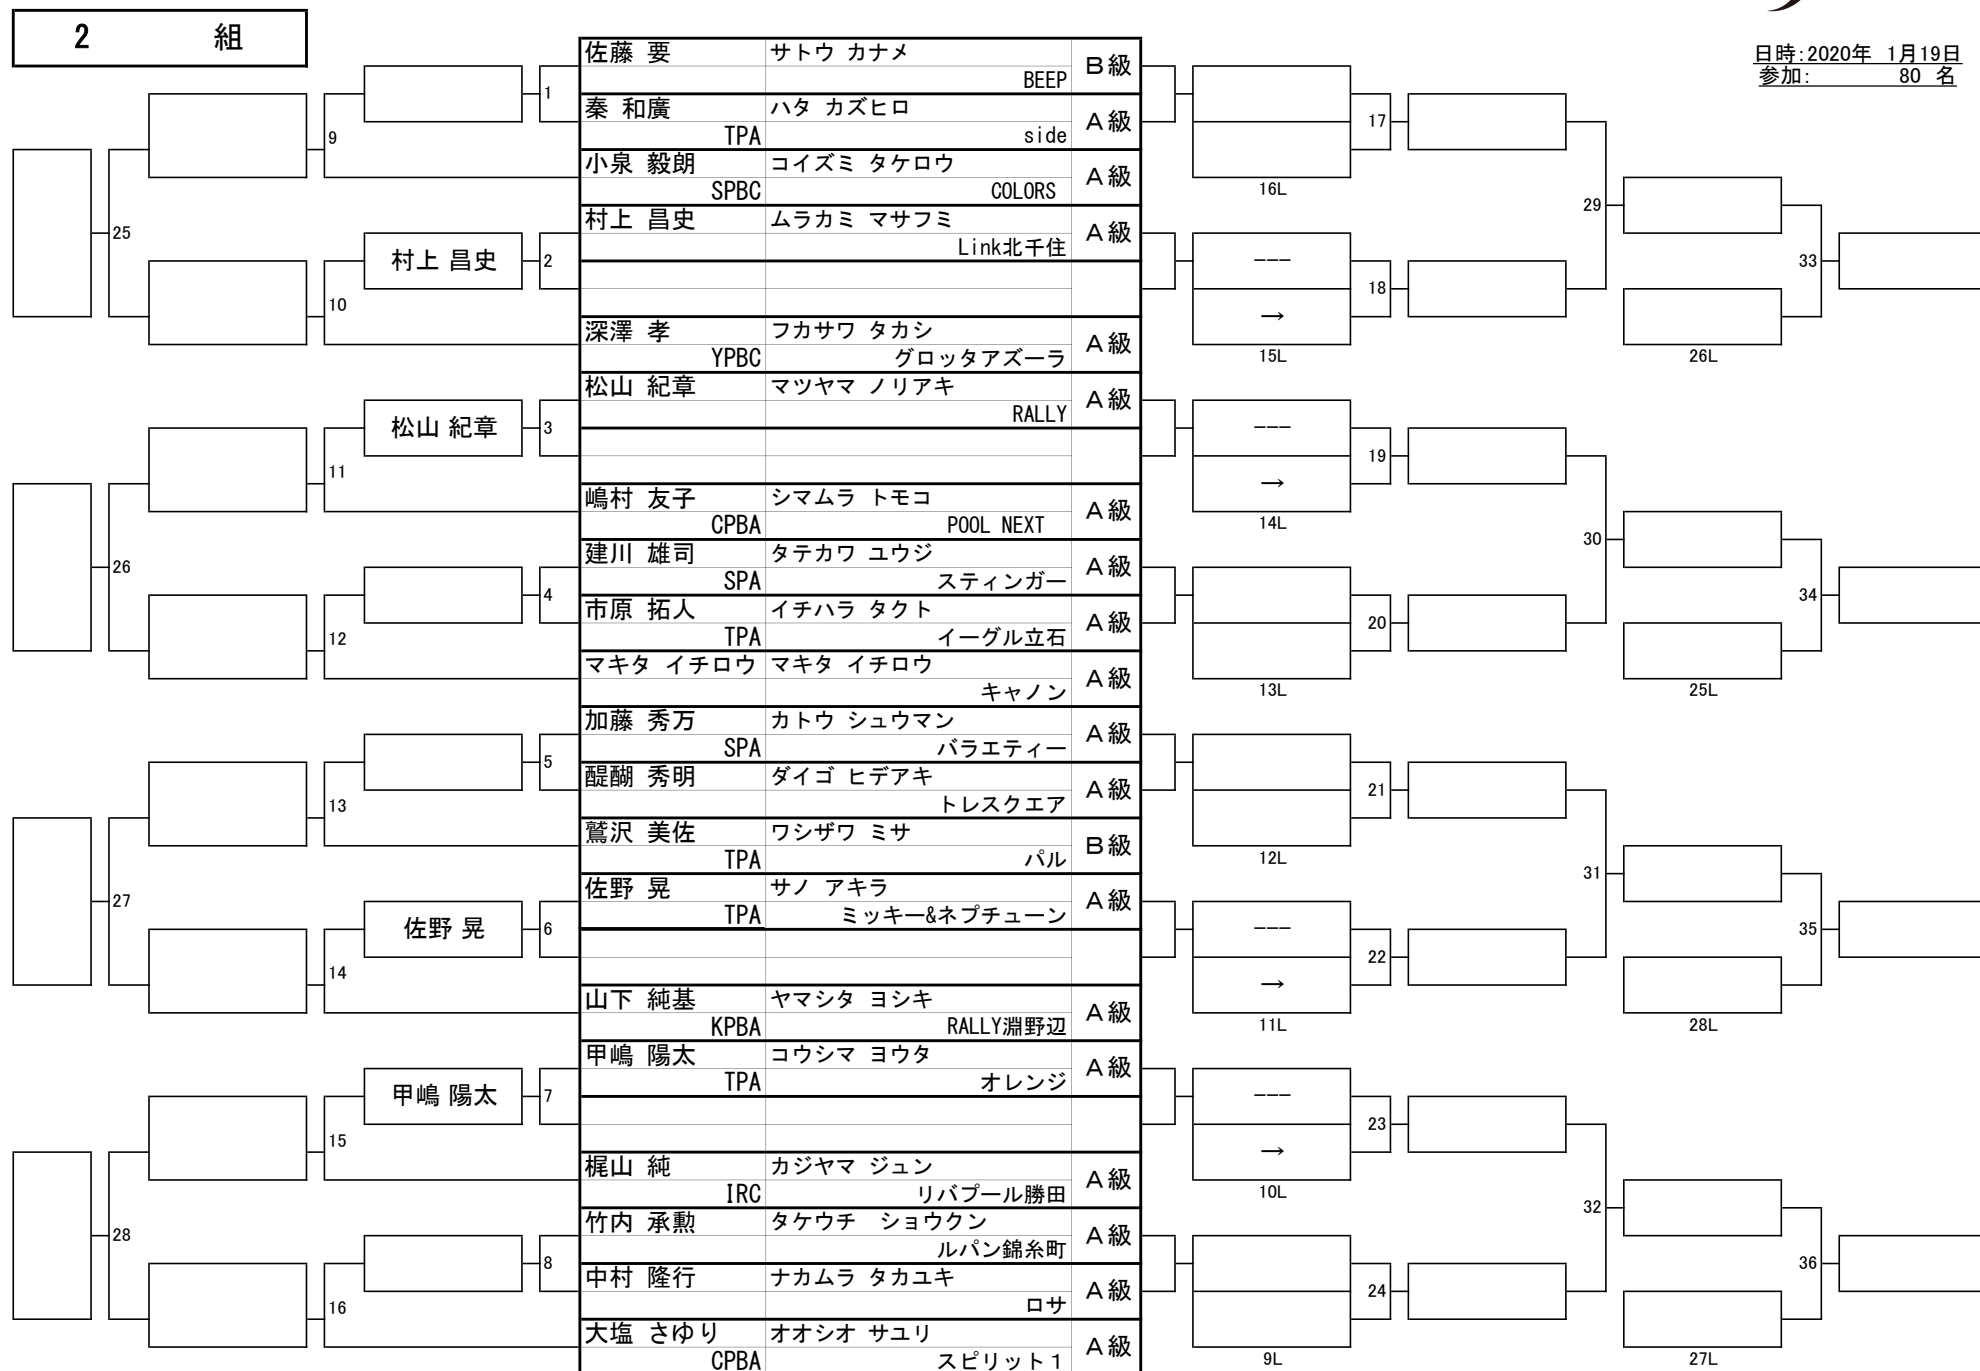 2 組
日時:2020年 1月19日
参加: 80 名
佐藤 要 サトウ カナメ B級
BEEP
1
秦 和廣 ハタ カズヒロ A級
TPA side
9
17
小泉 毅朗 コイズミ タケロウ A級
SPBC COLORS
16L
村上 昌史 ムラカミ マサフミ A級
Link北千住
25
29
村上 昌史 2
---
33
10
18
→
深澤 孝 フカサワ タカシ A級
YPBC グロッタアズーラ
15L
26L
松山 紀章 マツヤマ ノリアキ A級
RALLY
松山 紀章 3
---
11
19
→
嶋村 友子 シマムラ トモコ A級
CPBA POOL NEXT
14L
30
建川 雄司 タテカワ ユウジ A級
SPA スティンガー
26
4
34
市原 拓人 イチハラ タクト A級
TPA イーグル立石
12
20
マキタ イチロウ マキタ イチロウ A級
キャノン
13L
25L
加藤 秀万 カトウ シュウマン A級
SPA バラエティー
5
醍醐 秀明 ダイゴ ヒデアキ A級
トレスクエア
13
21
鷲沢 美佐 ワシザワ ミサ B級
TPA パル
12L
31
佐野 晃 サノ アキラ A級
TPA ミッキー&ネプチューン
27
佐野 晃 6
---
35
14
22
→
山下 純基 ヤマシタ ヨシキ A級
KPBA RALLY淵野辺
11L
28L
甲嶋 陽太 コウシマ ヨウタ A級
TPA オレンジ
甲嶋 陽太 7
---
15
23
→
梶山 純 カジヤマ ジュン A級
IRC リバプール勝田
10L
32
竹内 承勲 タケウチ ショウクン A級
ルパン錦糸町
28
8
36
中村 隆行 ナカムラ タカユキ A級
ロサ
16
24
大塩 さゆり オオシオ サユリ A級
CPBA スピリット1
9L
27L